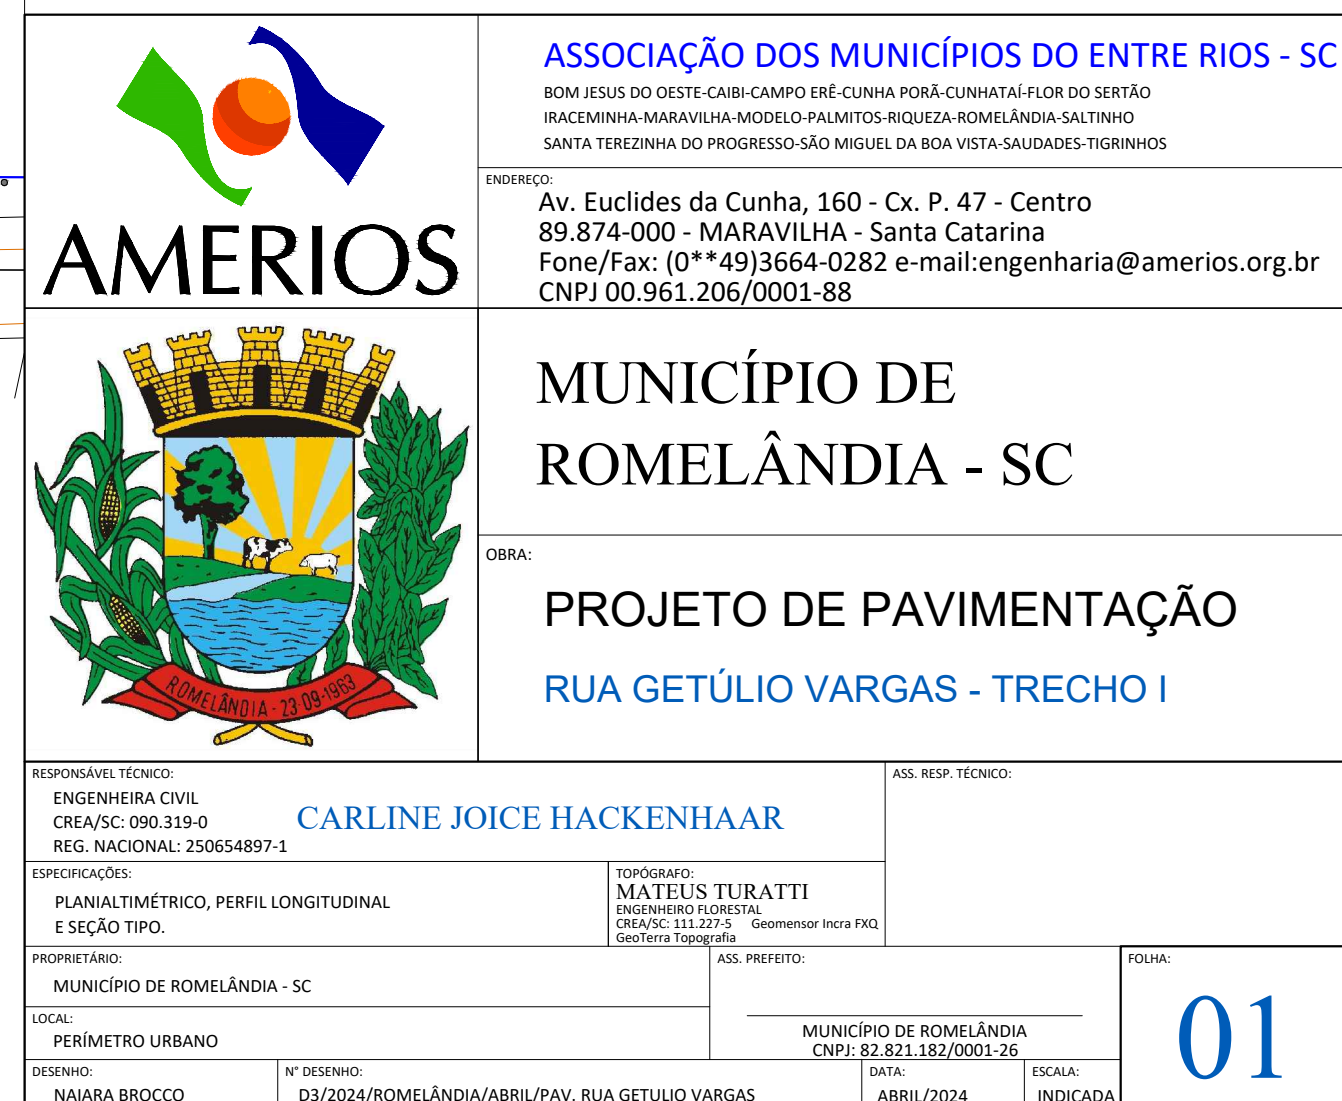 AMERIOS
ASSOCIAÇÃO DOS MUNICÍPIOS DO ENTRE RIOS - SC
BOM JESUS DO OESTE-CAIBI-CAMPO ERÊ-CUNHA PORÃ-CUNHATAÍ-FLOR DO SERTÃO
IRACEMINHA-MARAVILHA-MODELO-PALMITOS-RIQUEZA-ROMELÂNDIA-SALTINHO
SANTA TEREZINHA DO PROGRESSO-SÃO MIGUEL DA BOA VISTA-SAUDADES-TIGRINHOS
ENDEREÇO:
Av. Euclides da Cunha, 160 - Cx. P. 47 - Centro
89.874-000 - MARAVILHA - Santa Catarina
Fone/Fax: (0**49)3664-0282 e-mail:engenharia@amerios.org.br
CNPJ 00.961.206/0001-88
ROMELÂNDIA - 23-09-1963
MUNICÍPIO DE
ROMELÂNDIA - SC
OBRA:
PROJETO DE PAVIMENTAÇÃO
RUA GETÚLIO VARGAS - TRECHO I
RESPONSÁVEL TÉCNICO:
ENGENHEIRA CIVIL
CREA/SC: 090.319-0
REG. NACIONAL: 250654897-1
CARLINE JOICE HACKENHAAR
ASS. RESP. TÉCNICO:
ESPECIFICAÇÕES:
PLANIALTIMÉTRICO, PERFIL LONGITUDINAL
E SEÇÃO TIPO.
TOPÓGRAFO:
MATEUS TURATTI
ENGENHEIRO FLORESTAL
CREA/SC: 111.227-5 Geomensor Incra FXQ
GeoTerra Topografia
PROPRIETÁRIO:
MUNICÍPIO DE ROMELÂNDIA - SC
ASS. PREFEITO:
MUNICÍPIO DE ROMELÂNDIA
CNPJ: 82.821.182/0001-26
FOLHA:
01
LOCAL:
PERÍMETRO URBANO
DESENHO:
NAIARA BROCCO
N° DESENHO:
D3/2024/ROMELÂNDIA/ABRIL/PAV. RUA GETULIO VARGAS
DATA:
ABRIL/2024
ESCALA:
INDICADA